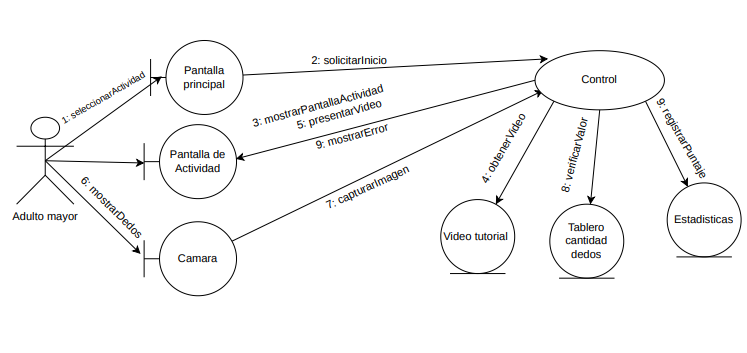 1: seleccionarActividad
Pantalla
principal
2: solicitarInicio
Control
3: mostrarPantallaActividad
5: presentarVideo
9: mostrarError
Pantalla de
Actividad
Adulto mayor
6: mostrarDedos
7: capturarImagen
Camara
4: obtenerVideo
8: verificarValor
9: registrarPuntaje
Video tutorial
Tablero
cantidad
dedos
Estadisticas